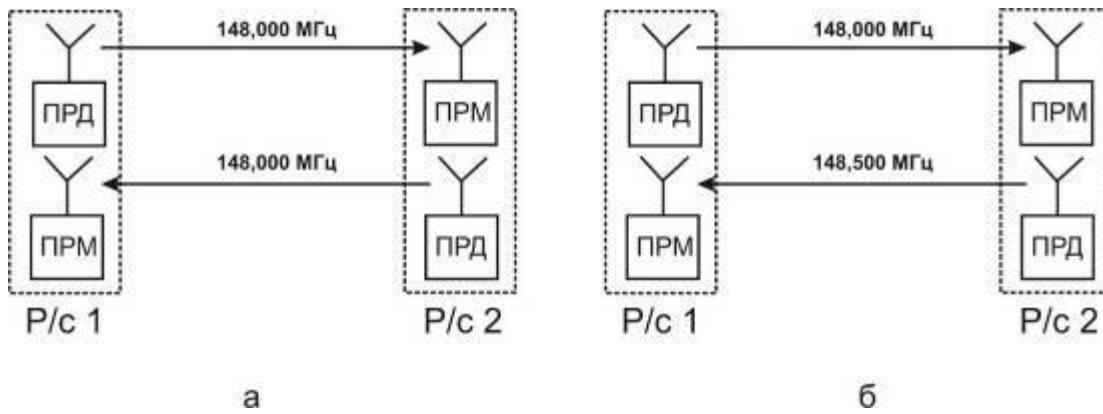 148,000 МГц
ПРД
ПРМ
148,000 МГц
ПРМ
ПРД
Р/с 1
Р/с 2
а
148,000 МГц
ПРД
ПРМ
148,500 МГц
ПРМ
ПРД
Р/с 1
Р/с 2
б